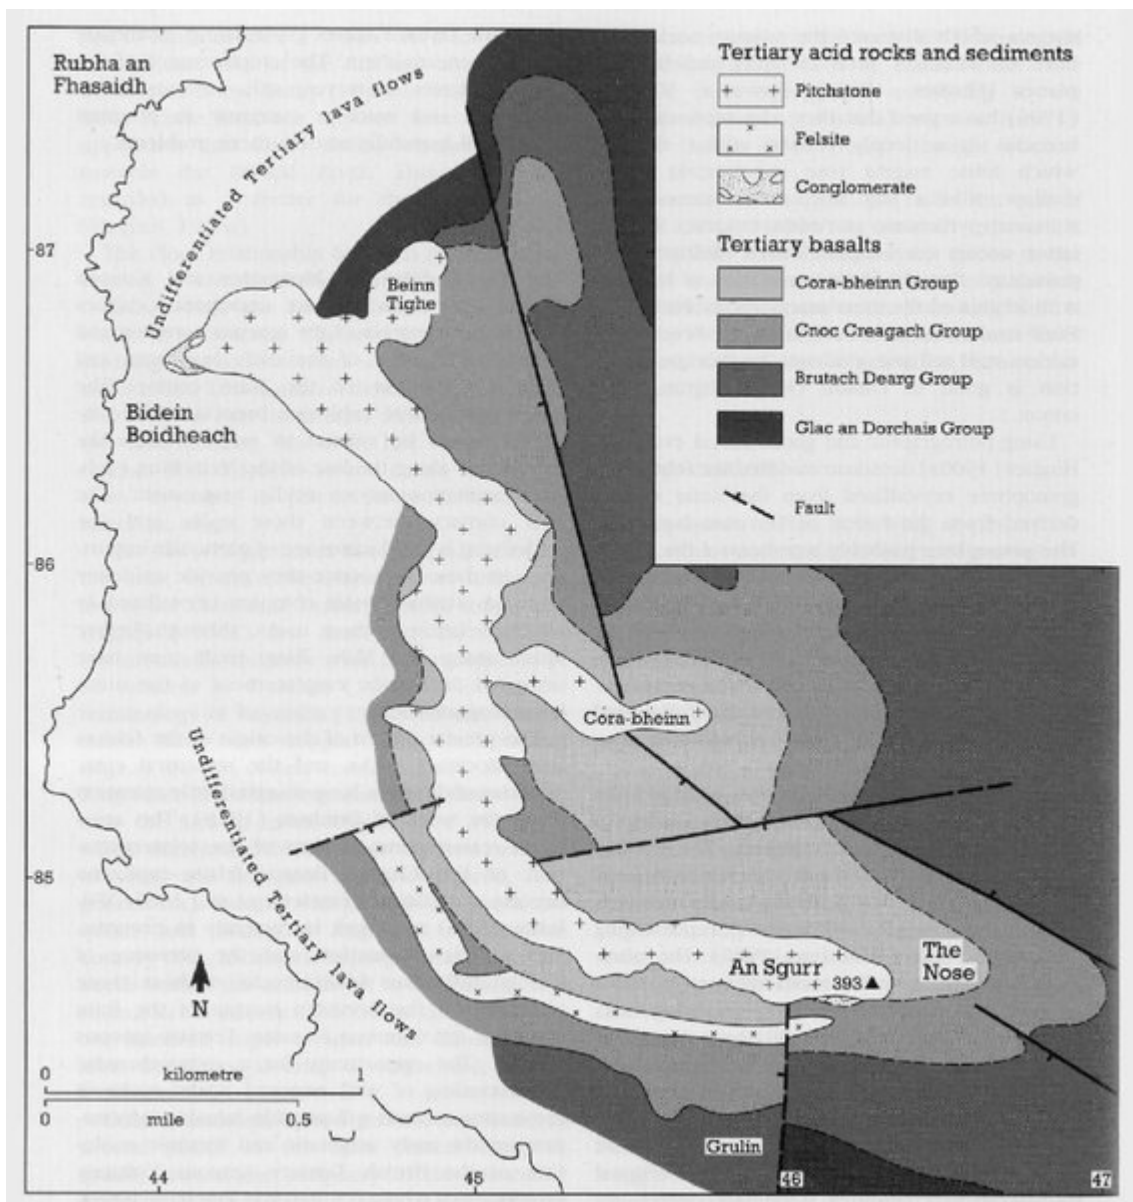 Rubha an
Fhasaidh
Undifferentiated Tertiary lava flows
Tertiary acid rocks and sediments
Pitchstone
Felsite
Conglomerate
Tertiary basalts
Cora-bheinn Group
Cnoc Creagach Group
Brutach Dearg Group
Glac an Dorchais Group
Fault
87
Beinn
Tighe
Bidein
Boidheach
86
Cora-bheinn
Undifferentiated Tertiary lava flows
85
The
Nose
An Sgurr
393
N
0 kilometre 1
0 mile 0.5
Grulin
44
45
46
47